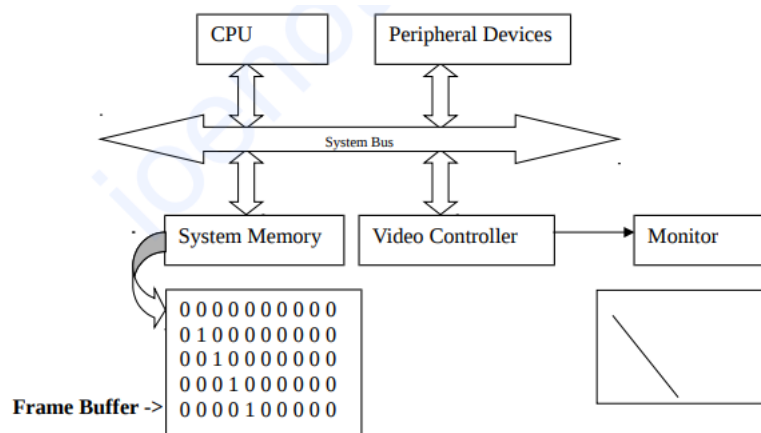 CPU
Peripheral Devices
System Bus
System Memory
Video Controller
Monitor
0 0 0 0 0 0 0 0 0 0
0 1 0 0 0 0 0 0 0 0
0 0 1 0 0 0 0 0 0 0
0 0 0 1 0 0 0 0 0 0
Frame Buffer -> 0 0 0 0 1 0 0 0 0 0